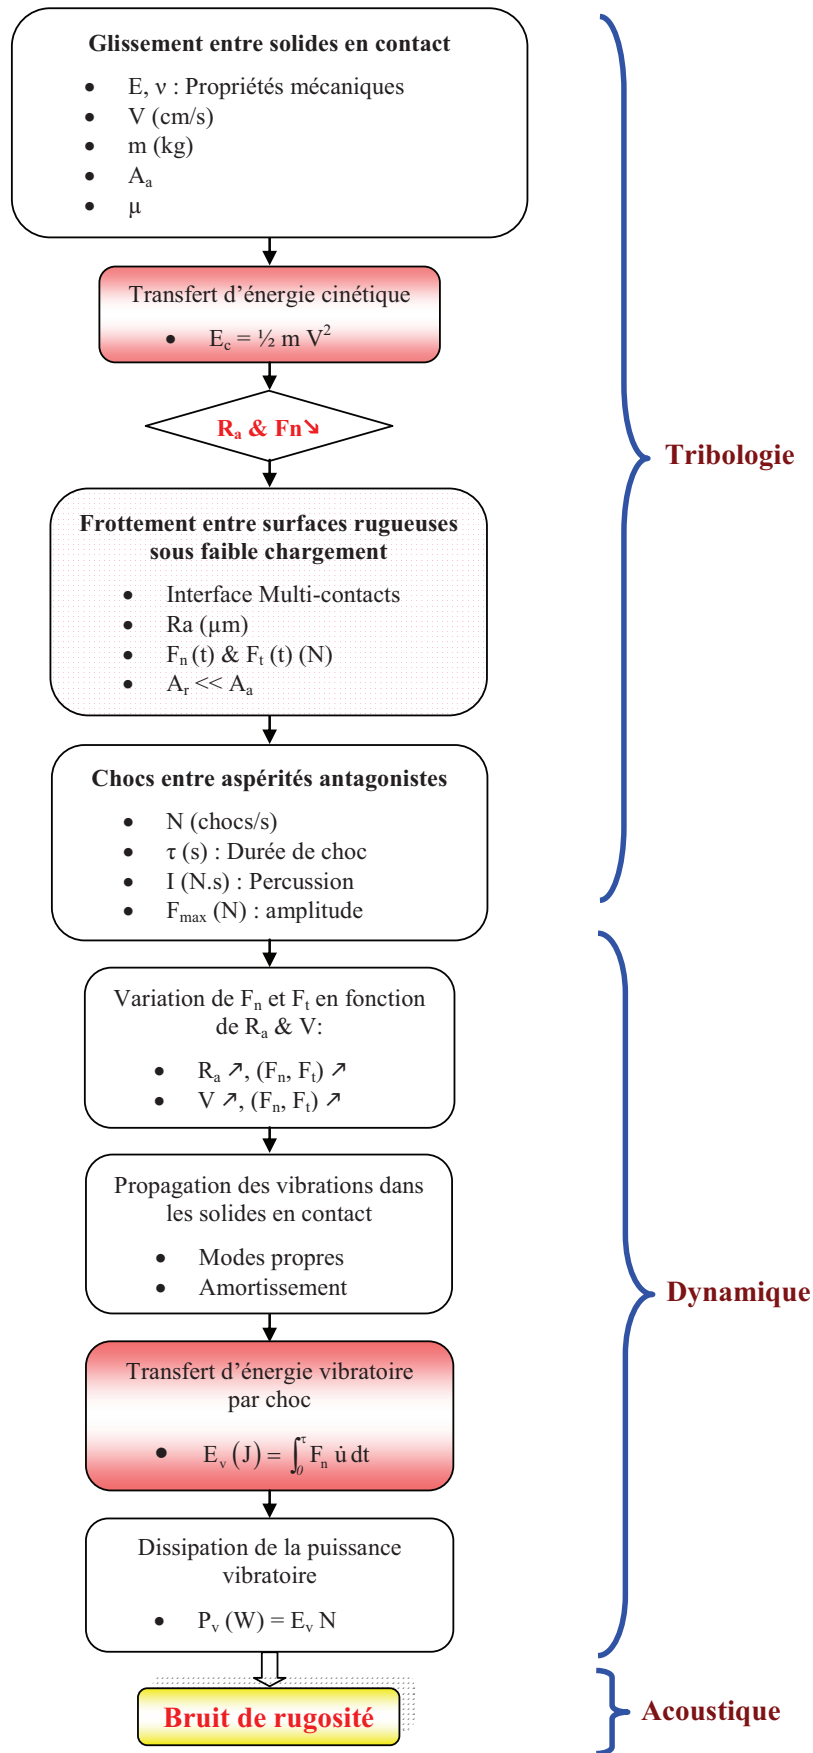 Glissement entre solides en contact
• E, ν : Propriétés mécaniques
• V (cm/s)
• m (kg)
• Aₐ
• µ
Transfert d’énergie cinétique
• E_c = ½ m V²
Rₐ & Fn↘
Frottement entre surfaces rugueuses
sous faible chargement
• Interface Multi-contacts
• Ra (µm)
• Fₙ (t) & Fₜ (t) (N)
• Aᵣ << Aₐ
Chocs entre aspérités antagonistes
• N (chocs/s)
• τ (s) : Durée de choc
• I (N.s) : Percussion
• F_max (N) : amplitude
Tribologie
Variation de Fₙ et Fₜ en fonction
de Rₐ & V:
• Rₐ ↗, (Fₙ, Fₜ) ↗
• V ↗, (Fₙ, Fₜ) ↗
Propagation des vibrations dans
les solides en contact
• Modes propres
• Amortissement
Transfert d’énergie vibratoire
par choc
• Eᵥ (J) = ∫₀^τ Fₙ u̇ dt
Dissipation de la puissance
vibratoire
• Pᵥ (W) = Eᵥ N
Dynamique
Bruit de rugosité
Acoustique